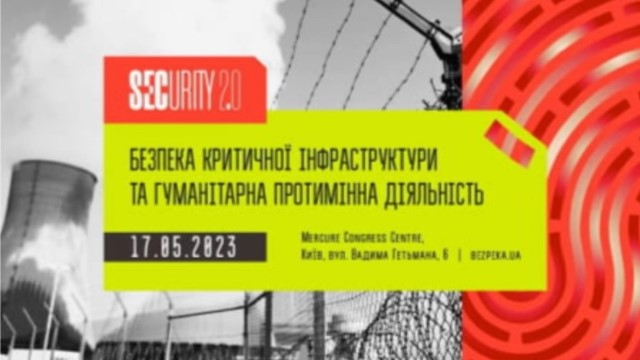 SECURITY 2.0
БЕЗПЕКА КРИТИЧНОЇ ІНФРАСТРУКТУРИ
ТА ГУМАНІТАРНА ПРОТИМІННА ДІЯЛЬНІСТЬ
17.05.2023
Mercure Congress Centre,
Київ, вул. Вадима Гетьмана, 6 | bezpeka.ua